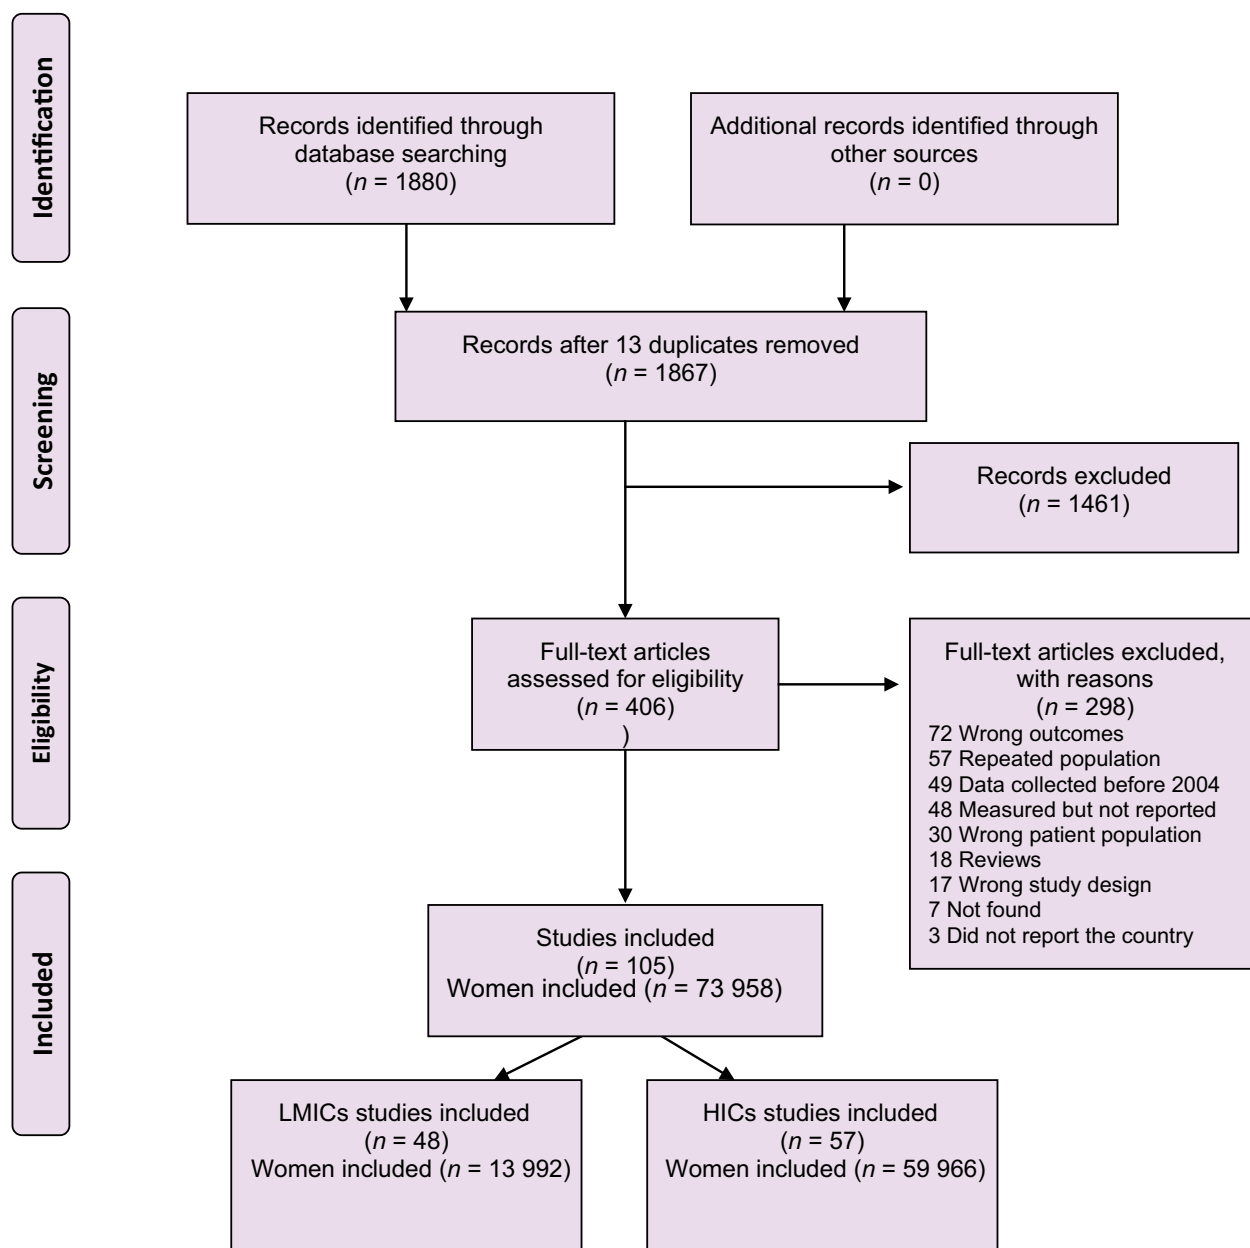 Identification
Records identified through
database searching
(n = 1880)
Additional records identified through
other sources
(n = 0)
Screening
Records after 13 duplicates removed
(n = 1867)
Records excluded
(n = 1461)
Eligibility
Full-text articles
assessed for eligibility
(n = 406)
)
Full-text articles excluded,
with reasons
(n = 298)
72 Wrong outcomes
57 Repeated population
49 Data collected before 2004
48 Measured but not reported
30 Wrong patient population
18 Reviews
17 Wrong study design
7 Not found
3 Did not report the country
Included
Studies included
(n = 105)
Women included (n = 73 958)
LMICs studies included
(n = 48)
Women included (n = 13 992)
HICs studies included
(n = 57)
Women included (n = 59 966)